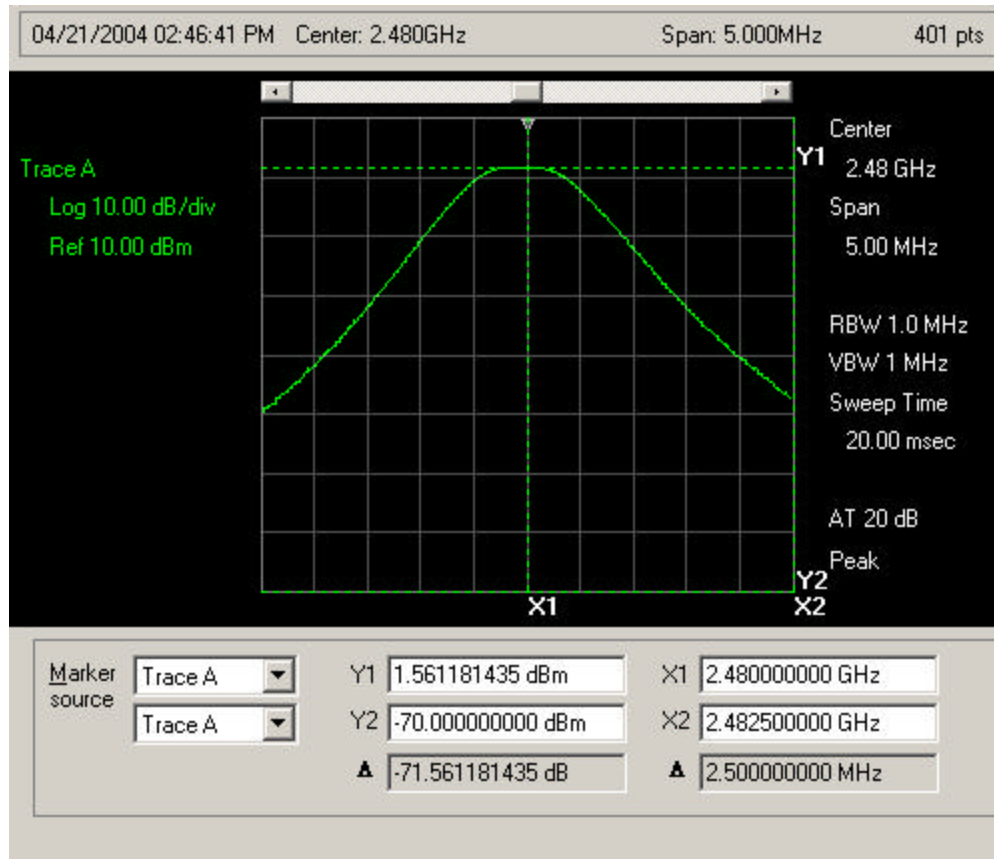 04/21/2004 02:46:41 PM Center: 2.480GHz Span: 5.000MHz 401 pts
Trace A
Log 10.00 dB/div
Ref 10.00 dBm
Y1
Center
2.48 GHz
Span
5.00 MHz
RBW 1.0 MHz
VBW 1 MHz
Sweep Time
20.00 msec
AT 20 dB
Peak
Y2
X1 X2
Marker source
Trace A
Trace A
Y1 1.561181435 dBm X1 2.480000000 GHz
Y2 -70.000000000 dBm X2 2.482500000 GHz
Δ -71.561181435 dB Δ 2.500000000 MHz